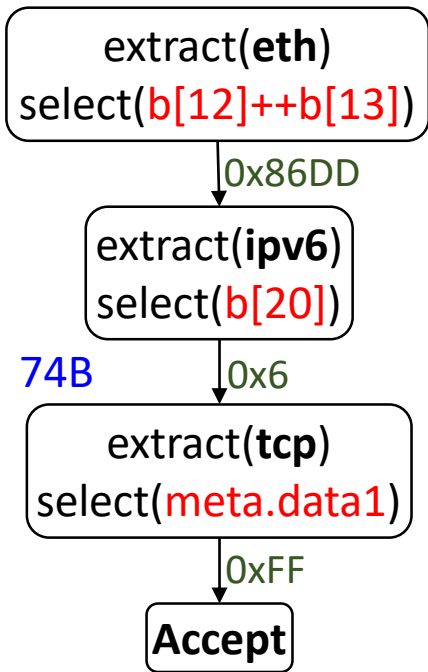 extract(eth)
select(b[12]++b[13])
0x86DD
extract(ipv6)
select(b[20])
74B
0x6
extract(tcp)
select(meta.data1)
0xFF
Accept